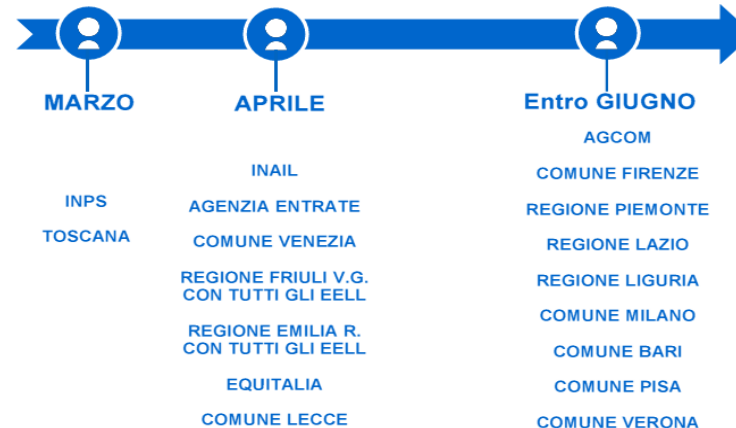 MARZO
INPS
TOSCANA
APRILE
INAIL
AGENZIA ENTRATE
COMUNE VENEZIA
REGIONE FRIULI V.G.
CON TUTTI GLI EELL
REGIONE EMILIA R.
CON TUTTI GLI EELL
EQUITALIA
COMUNE LECCE
Entro GIUGNO
AGCOM
COMUNE FIRENZE
REGIONE PIEMONTE
REGIONE LAZIO
REGIONE LIGURIA
COMUNE MILANO
COMUNE BARI
COMUNE PISA
COMUNE VERONA